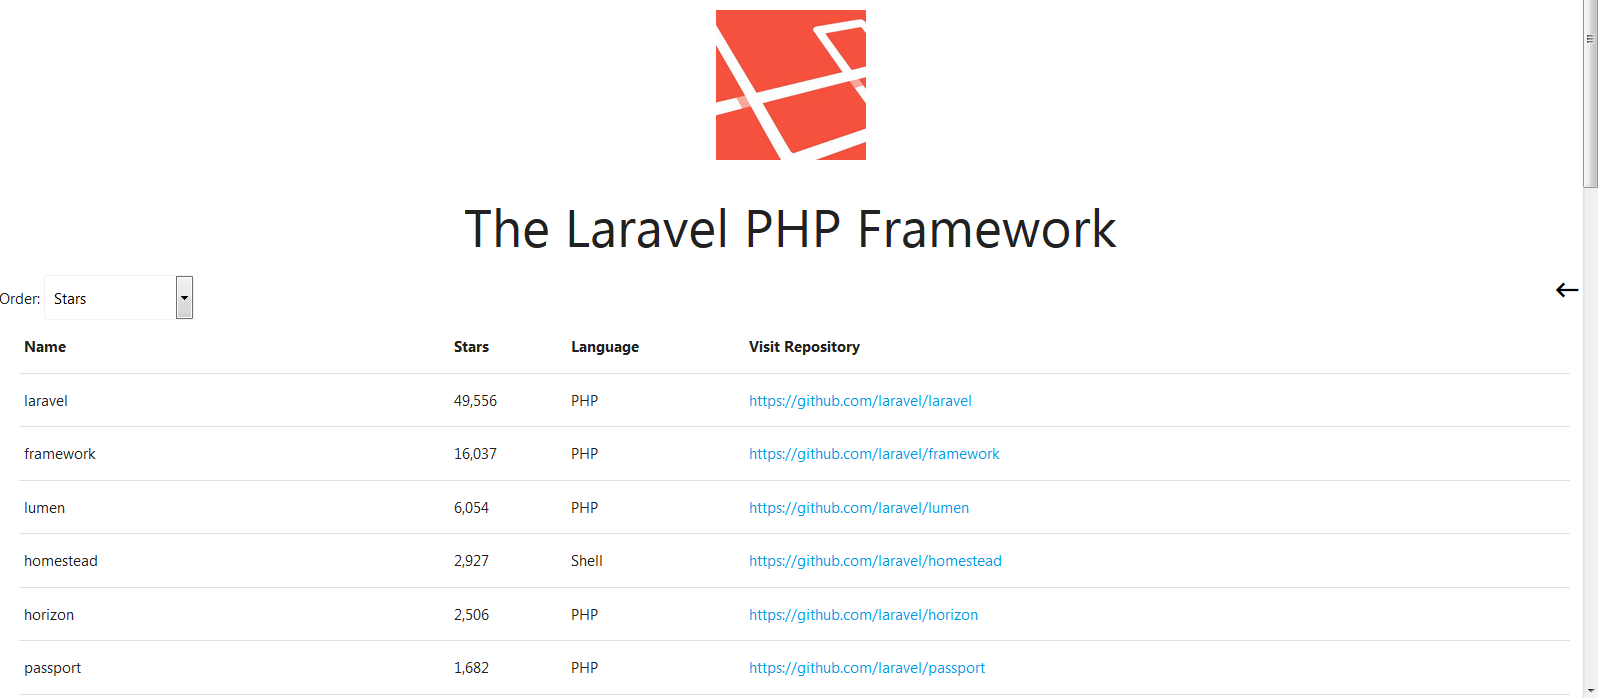 The Laravel PHP Framework
Order: Stars
Name Stars Language Visit Repository
laravel 49,556 PHP https://github.com/laravel/laravel
framework 16,037 PHP https://github.com/laravel/framework
lumen 6,054 PHP https://github.com/laravel/lumen
homestead 2,927 Shell https://github.com/laravel/homestead
horizon 2,506 PHP https://github.com/laravel/horizon
passport 1,682 PHP https://github.com/laravel/passport